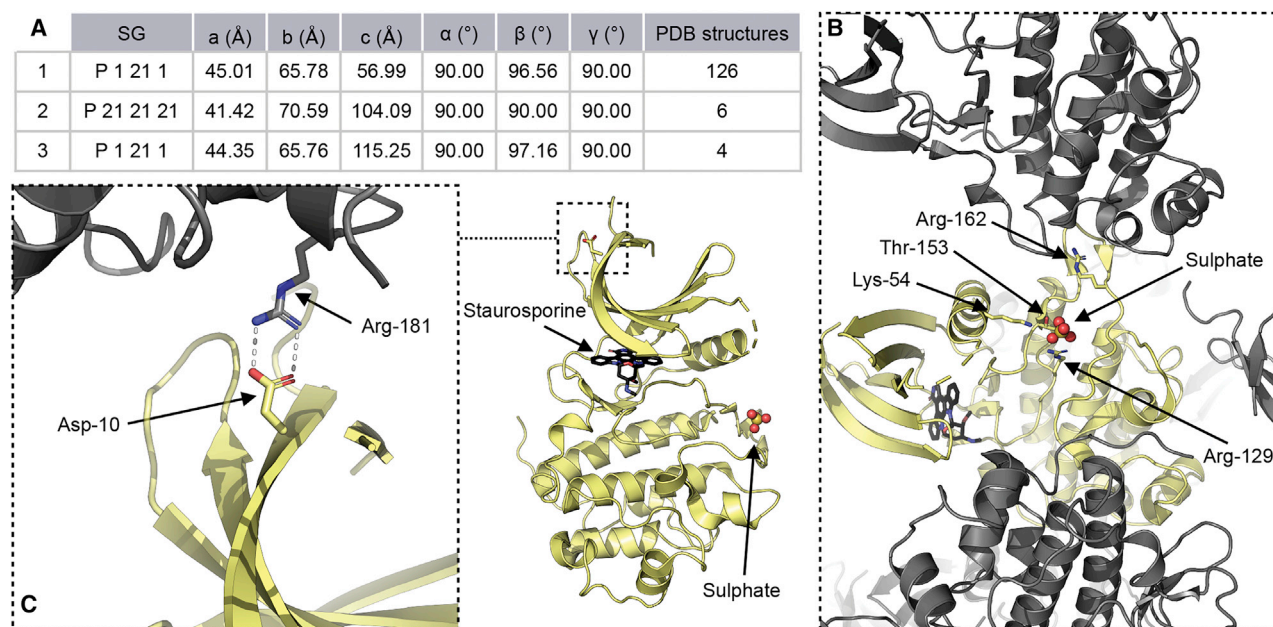 A SG a (Å) b (Å) c (Å) α (°) β (°) γ (°) PDB structures
1 P 1 21 1 45.01 65.78 56.99 90.00 96.56 90.00 126
2 P 21 21 21 41.42 70.59 104.09 90.00 90.00 90.00 6
3 P 1 21 1 44.35 65.76 115.25 90.00 97.16 90.00 4
B
Arg-162
Thr-153
Sulphate
Lys-54
Arg-129
Staurosporine
Sulphate
Arg-181
Asp-10
C